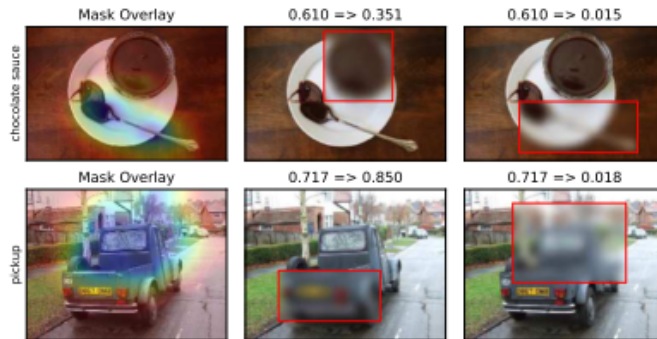 Mask Overlay 0.610 => 0.351 0.610 => 0.015
chocolate sauce
Mask Overlay 0.717 => 0.850 0.717 => 0.018
pickup